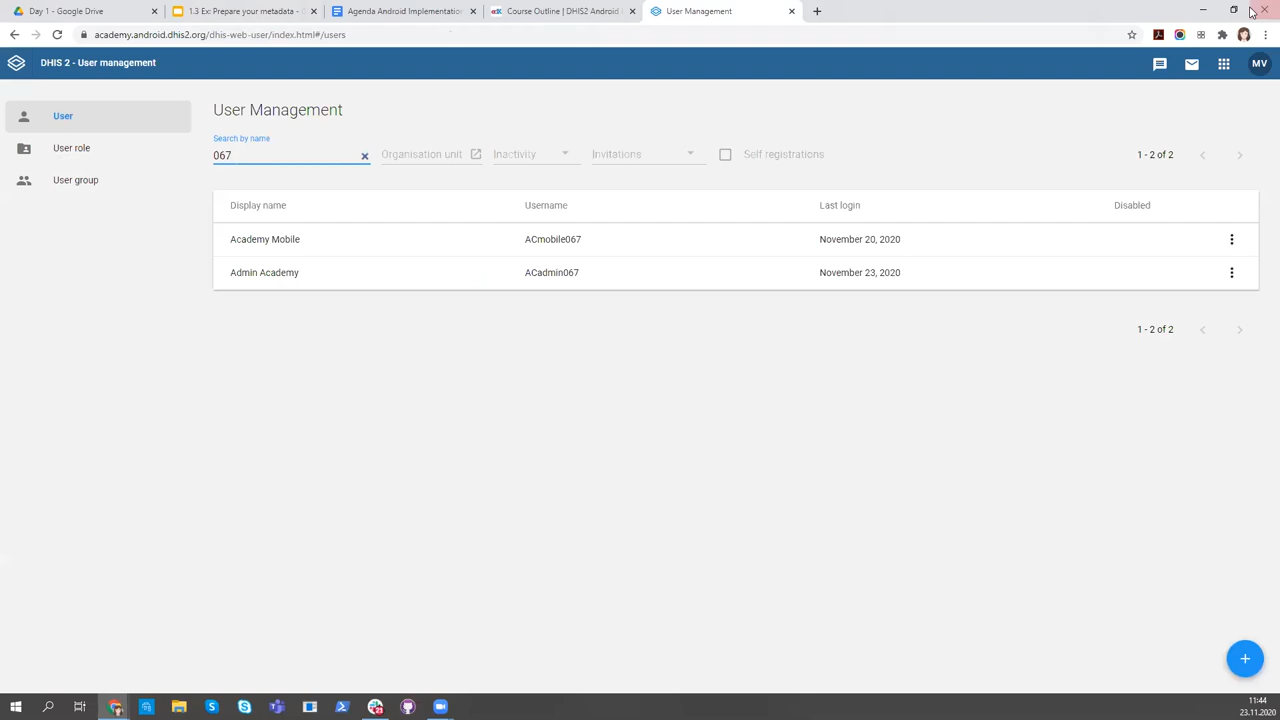 Day 1 - Google Drive
1.3 Ex: Prepare your metadata -
Agenda Android Implementation
Course Outline | DHIS2 Android
User Management
academy.android.dhis2.org/dhis-web-user/index.html#/users
DHIS 2 - User management
MV
User
User role
User group
User Management
Search by name
067
Organisation unit
Inactivity
Invitations
Self registrations
1 - 2 of 2
Display name
Username
Last login
Disabled
Academy Mobile
ACmobile067
November 20, 2020
Admin Academy
ACadmin067
November 23, 2020
1 - 2 of 2
11:44
23.11.2020